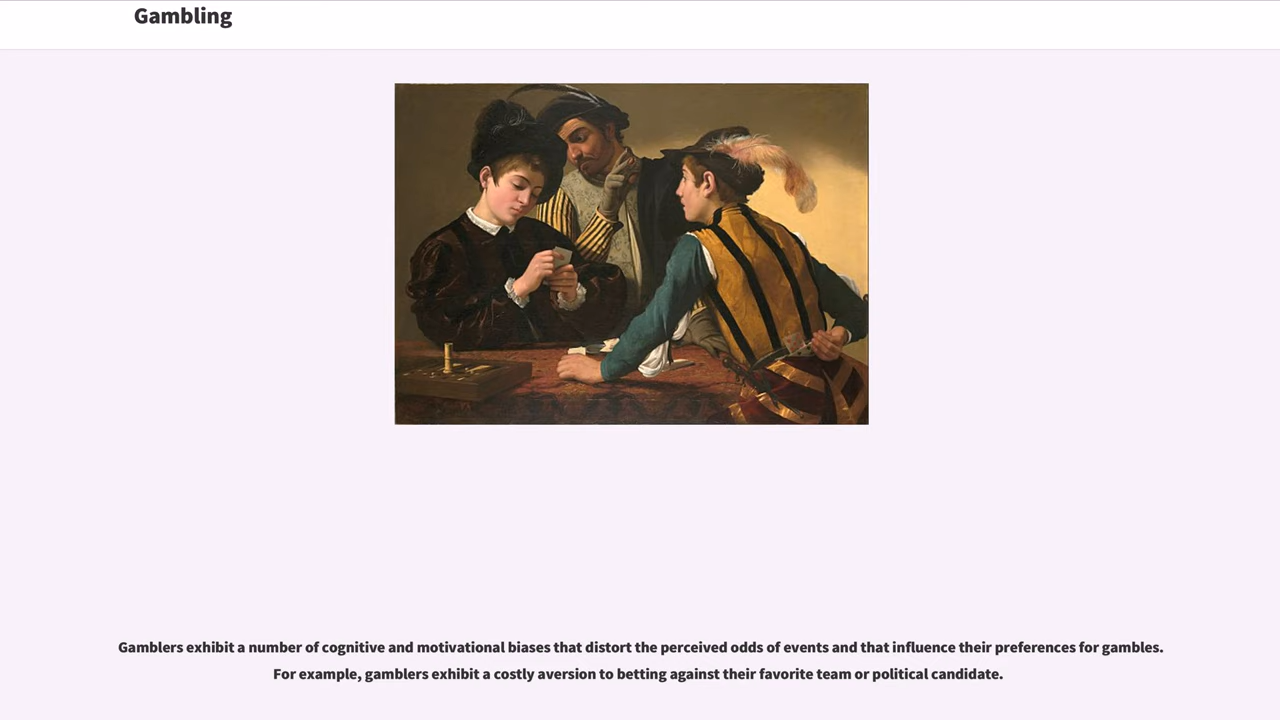 Gambling
Gamblers exhibit a number of cognitive and motivational biases that distort the perceived odds of events and that influence their preferences for gambles.
For example, gamblers exhibit a costly aversion to betting against their favorite team or political candidate.